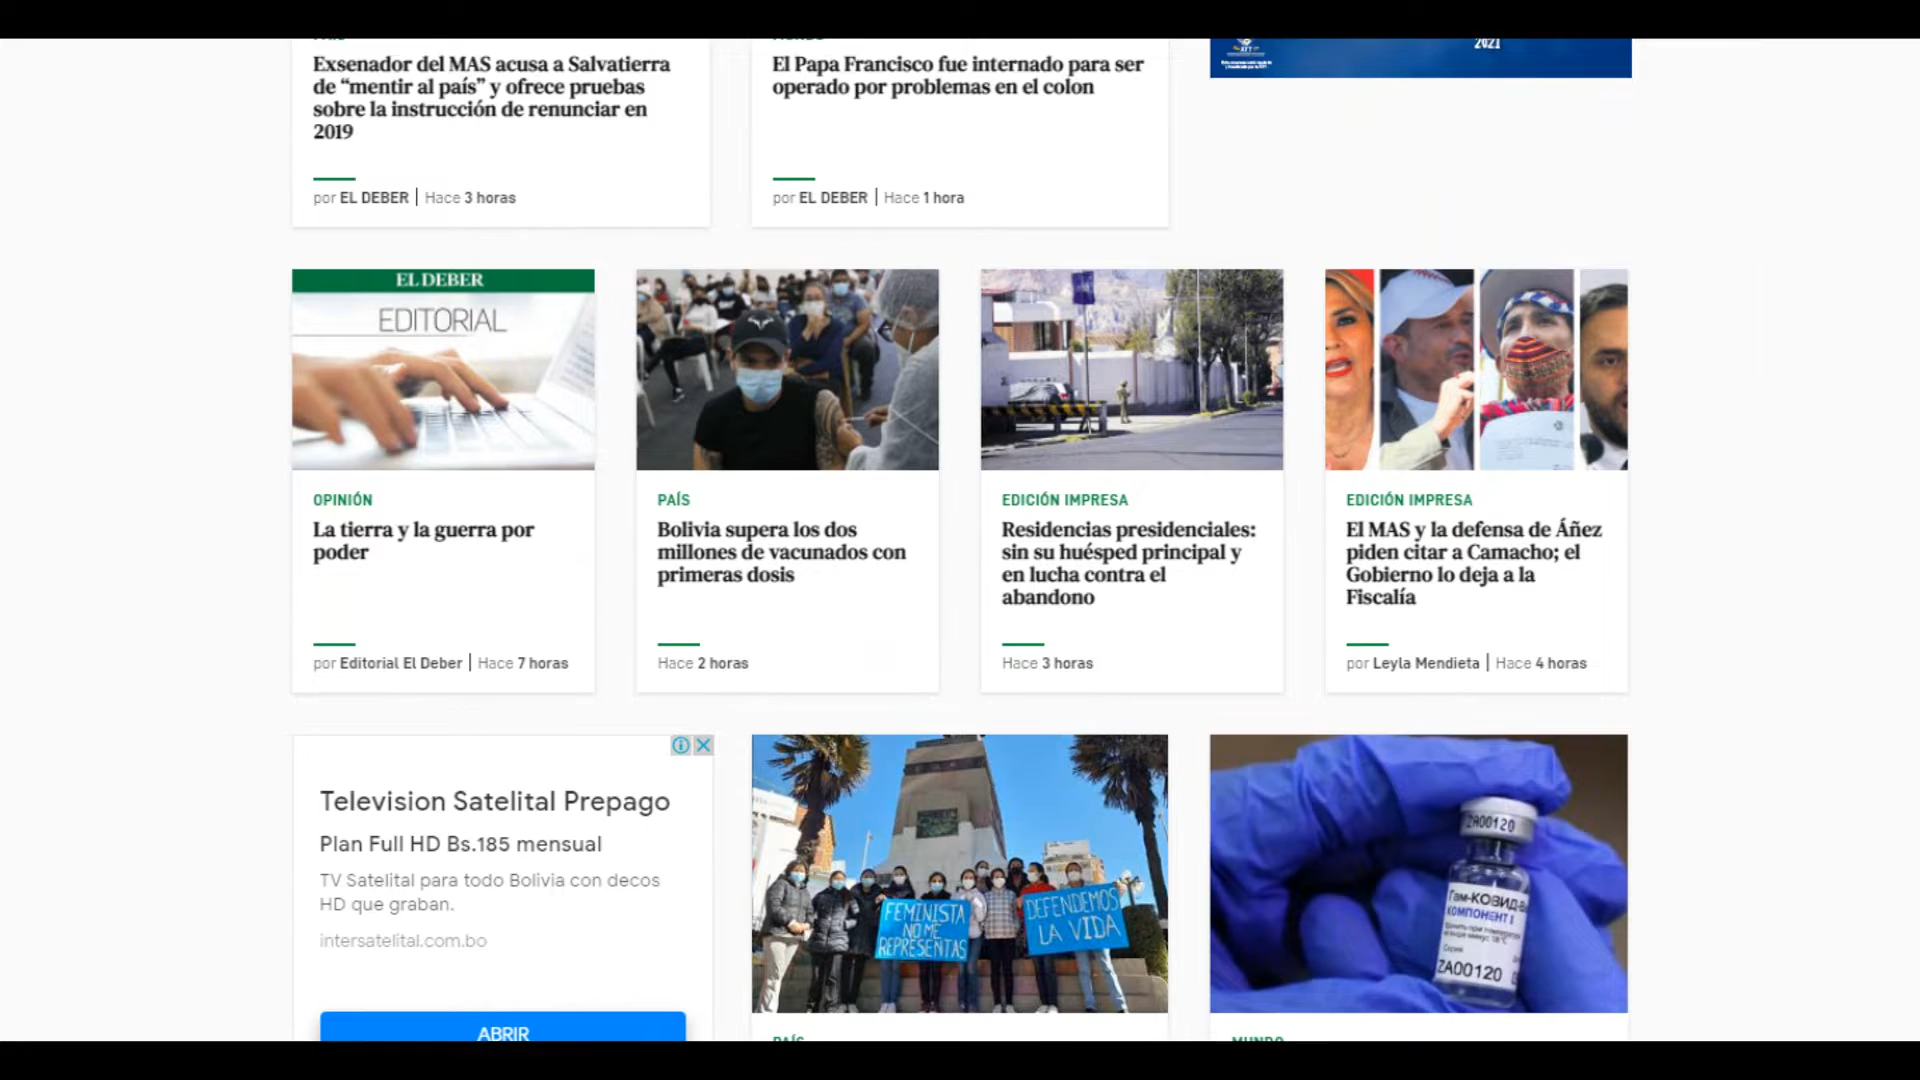 2021
Exsenador del MAS acusa a Salvatierra
de “mentir al país” y ofrece pruebas
sobre la instrucción de renunciar en
2019
por EL DEBER | Hace 3 horas
El Papa Francisco fue internado para ser
operado por problemas en el colon
por EL DEBER | Hace 1 hora
EL DEBER
EDITORIAL
OPINIÓN
La tierra y la guerra por
poder
por Editorial El Deber | Hace 7 horas
PAÍS
Bolivia supera los dos
millones de vacunados con
primeras dosis
Hace 2 horas
EDICIÓN IMPRESA
Residencias presidenciales:
sin su huésped principal y
en lucha contra el
abandono
Hace 3 horas
EDICIÓN IMPRESA
El MAS y la defensa de Áñez
piden citar a Camacho; el
Gobierno lo deja a la
Fiscalía
por Leyla Mendieta | Hace 4 horas
Television Satelital Prepago
Plan Full HD Bs.185 mensual
TV Satelital para todo Bolivia con decos
HD que graban.
intersatelital.com.bo
ABRIR
FEMINISTA
NO ME
REPRESENTAS
DEFENDEMOS
LA VIDA
PAÍS
ZA00120
Гам-КОВИД-В
КОМПОНЕНТ I
Серия
ZA00120
MUNDO